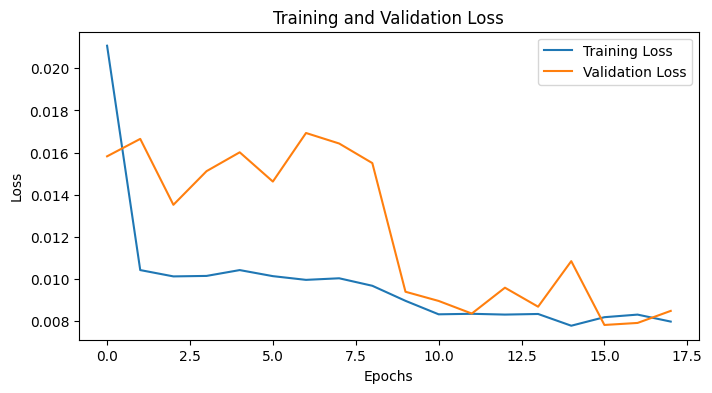 Training and Validation Loss
Training Loss
Validation Loss
Loss
0.020
0.018
0.016
0.014
0.012
0.010
0.008
0.0 2.5 5.0 7.5 10.0 12.5 15.0 17.5
Epochs